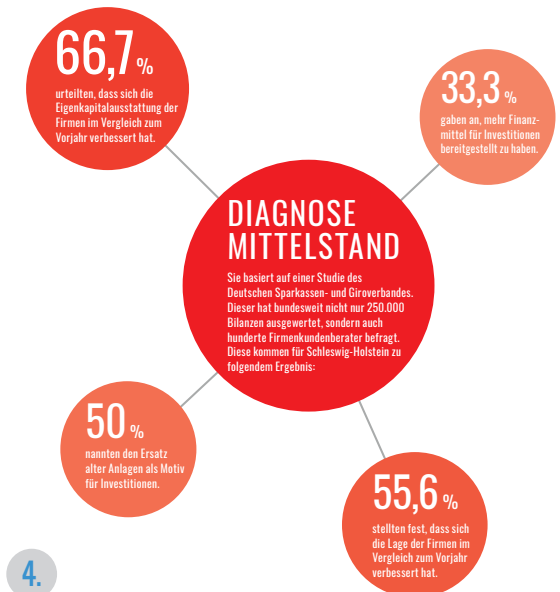 66,7 %
urteilten, dass sich die
Eigenkapitalausstattung der
Firmen im Vergleich zum
Vorjahr verbessert hat.
33,3 %
gaben an, mehr Finanz-
mittel für Investitionen
bereitgestellt zu haben.
DIAGNOSE
MITTELSTAND
Sie basiert auf einer Studie des
Deutschen Sparkassen- und Giroverbandes.
Dieser hat bundesweit nicht nur 250.000
Bilanzen ausgewertet, sondern auch
hunderte Firmenkundenberater befragt.
Diese kommen für Schleswig-Holstein zu
folgendem Ergebnis:
50 %
nannten den Ersatz
alter Anlagen als Motiv
für Investitionen.
55,6 %
stellten fest, dass sich
die Lage der Firmen im
Vergleich zum Vorjahr
verbessert hat.
4.